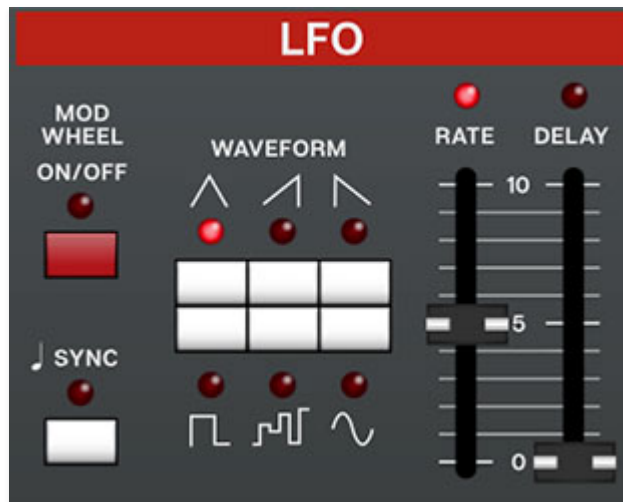 LFO
MOD
WHEEL
ON/OFF
WAVEFORM
RATE DELAY
10
5
0
SYNC